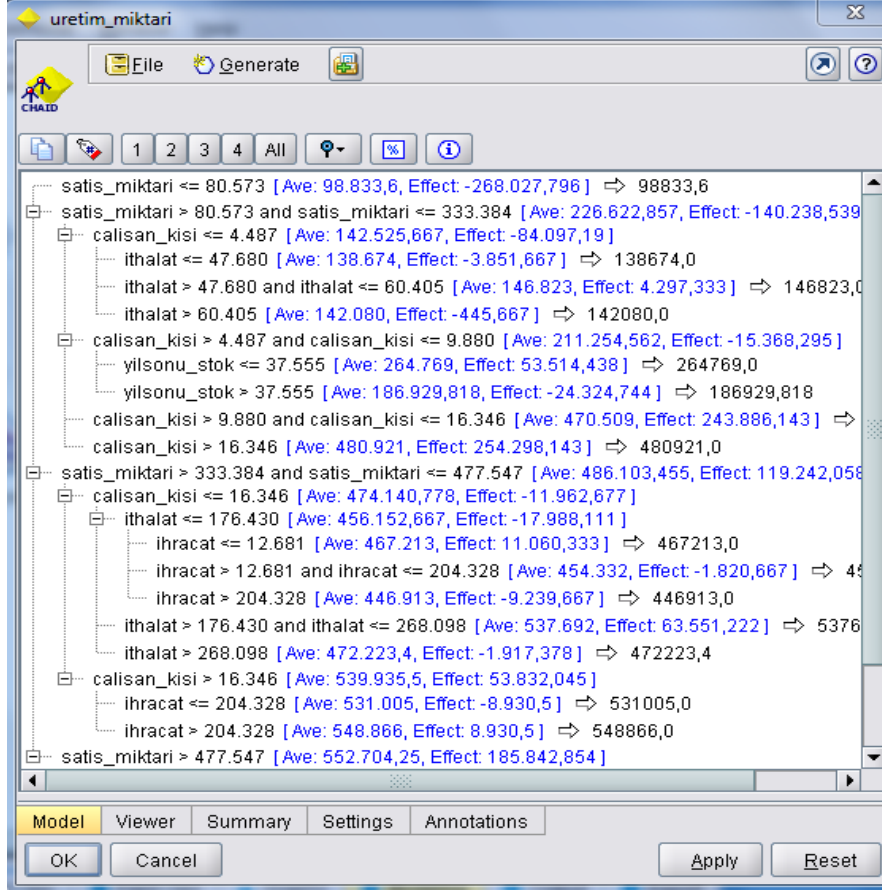 uretim_miktari
File Generate
CHAID
1 2 3 4 All %
satis_miktari <= 80.573 [ Ave: 98.833,6, Effect: -268.027,796 ] ⇨ 98833,6
satis_miktari > 80.573 and satis_miktari <= 333.384 [ Ave: 226.622,857, Effect: -140.238,539
calisan_kisi <= 4.487 [ Ave: 142.525,667, Effect: -84.097,19 ]
ithalat <= 47.680 [ Ave: 138.674, Effect: -3.851,667 ] ⇨ 138674,0
ithalat > 47.680 and ithalat <= 60.405 [ Ave: 146.823, Effect: 4.297,333 ] ⇨ 146823,0
ithalat > 60.405 [ Ave: 142.080, Effect: -445,667 ] ⇨ 142080,0
calisan_kisi > 4.487 and calisan_kisi <= 9.880 [ Ave: 211.254,562, Effect: -15.368,295 ]
yilsonu_stok <= 37.555 [ Ave: 264.769, Effect: 53.514,438 ] ⇨ 264769,0
yilsonu_stok > 37.555 [ Ave: 186.929,818, Effect: -24.324,744 ] ⇨ 186929,818
calisan_kisi > 9.880 and calisan_kisi <= 16.346 [ Ave: 470.509, Effect: 243.886,143 ] ⇨
calisan_kisi > 16.346 [ Ave: 480.921, Effect: 254.298,143 ] ⇨ 480921,0
satis_miktari > 333.384 and satis_miktari <= 477.547 [ Ave: 486.103,455, Effect: 119.242,058
calisan_kisi <= 16.346 [ Ave: 474.140,778, Effect: -11.962,677 ]
ithalat <= 176.430 [ Ave: 456.152,667, Effect: -17.988,111 ]
ihracat <= 12.681 [ Ave: 467.213, Effect: 11.060,333 ] ⇨ 467213,0
ihracat > 12.681 and ihracat <= 204.328 [ Ave: 454.332, Effect: -1.820,667 ] ⇨ 45
ihracat > 204.328 [ Ave: 446.913, Effect: -9.239,667 ] ⇨ 446913,0
ithalat > 176.430 and ithalat <= 268.098 [ Ave: 537.692, Effect: 63.551,222 ] ⇨ 5376
ithalat > 268.098 [ Ave: 472.223,4, Effect: -1.917,378 ] ⇨ 472223,4
calisan_kisi > 16.346 [ Ave: 539.935,5, Effect: 53.832,045 ]
ihracat <= 204.328 [ Ave: 531.005, Effect: -8.930,5 ] ⇨ 531005,0
ihracat > 204.328 [ Ave: 548.866, Effect: 8.930,5 ] ⇨ 548866,0
satis_miktari > 477.547 [ Ave: 552.704,25, Effect: 185.842,854 ]
Model Viewer Summary Settings Annotations
OK Cancel Apply Reset